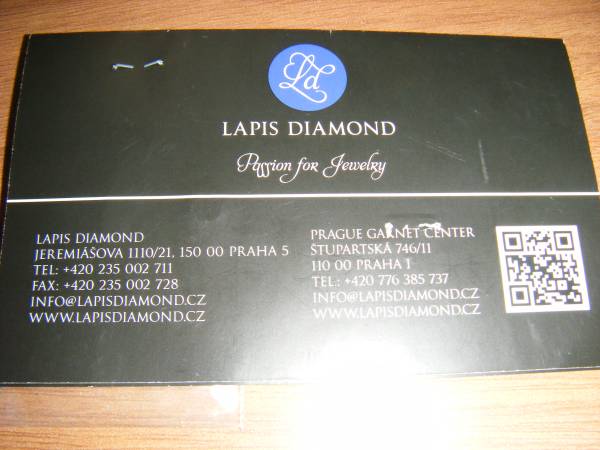 Ld
LAPIS DIAMOND
Passion for Jewelry
LAPIS DIAMOND
JEREMIÁŠOVA 1110/21, 150 00 PRAHA 5
TEL: +420 235 002 711
FAX: +420 235 002 728
INFO@LAPISDIAMOND.CZ
WWW.LAPISDIAMOND.CZ
PRAGUE GARNET CENTER
ŠTUPARTSKÁ 746/11
110 00 PRAHA 1
TEL.: +420 776 385 737
INFO@LAPISDIAMOND.CZ
WWW.LAPISDIAMOND.CZ